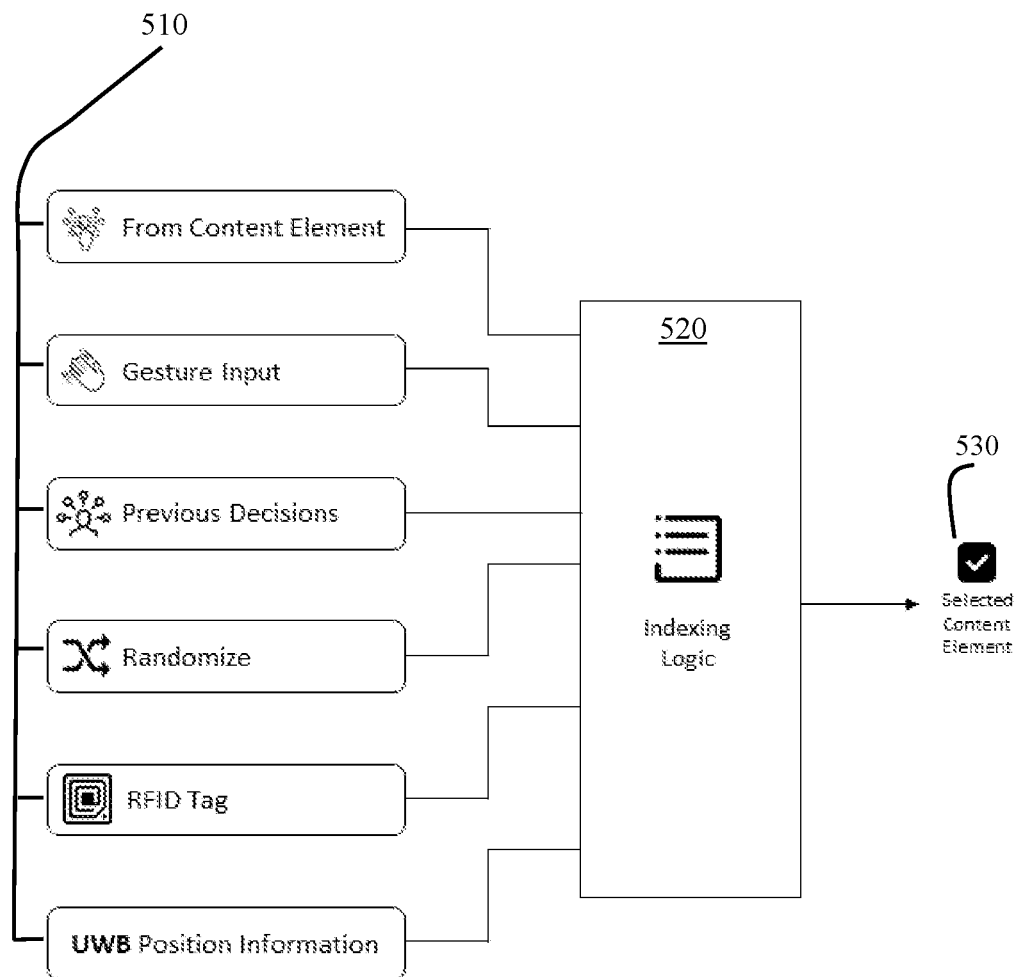 510
From Content Element
Gesture Input
Previous Decisions
Randomize
RFID Tag
UWB Position Information
520
Indexing
Logic
530
Selected
Content
Element